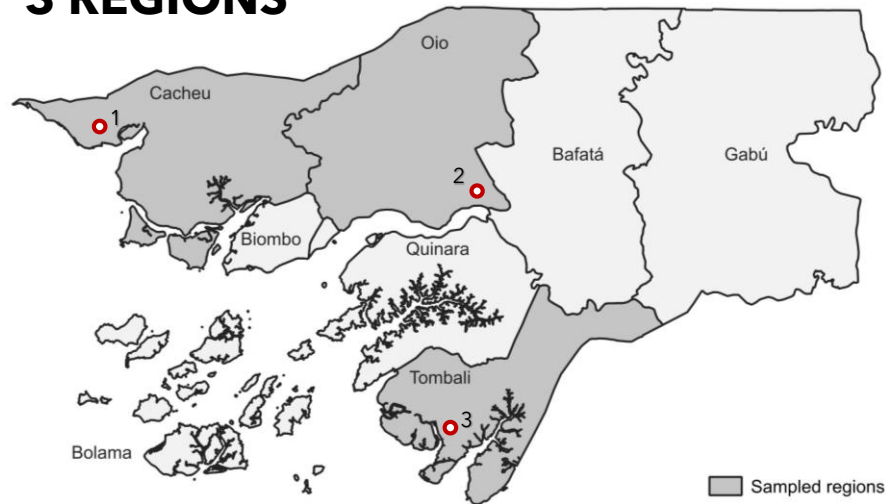 3 REGIONS
Oio
Cacheu
1
Bafatá
Gabú
2
Biombo
Quinara
Tombali
3
Bolama
Sampled regions